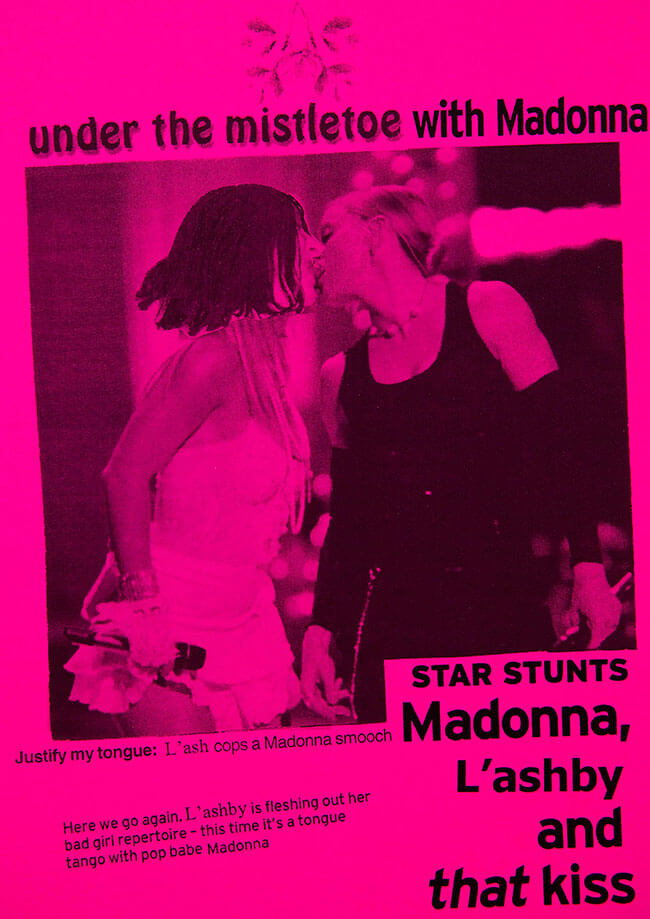 under the mistletoe with Madonna
Justify my tongue: L'ash cops a Madonna smooch
Here we go again. L'ashby is fleshing out her
bad girl repertoire - this time it's a tongue
tango with pop babe Madonna
STAR STUNTS
Madonna,
L'ashby
and
that kiss